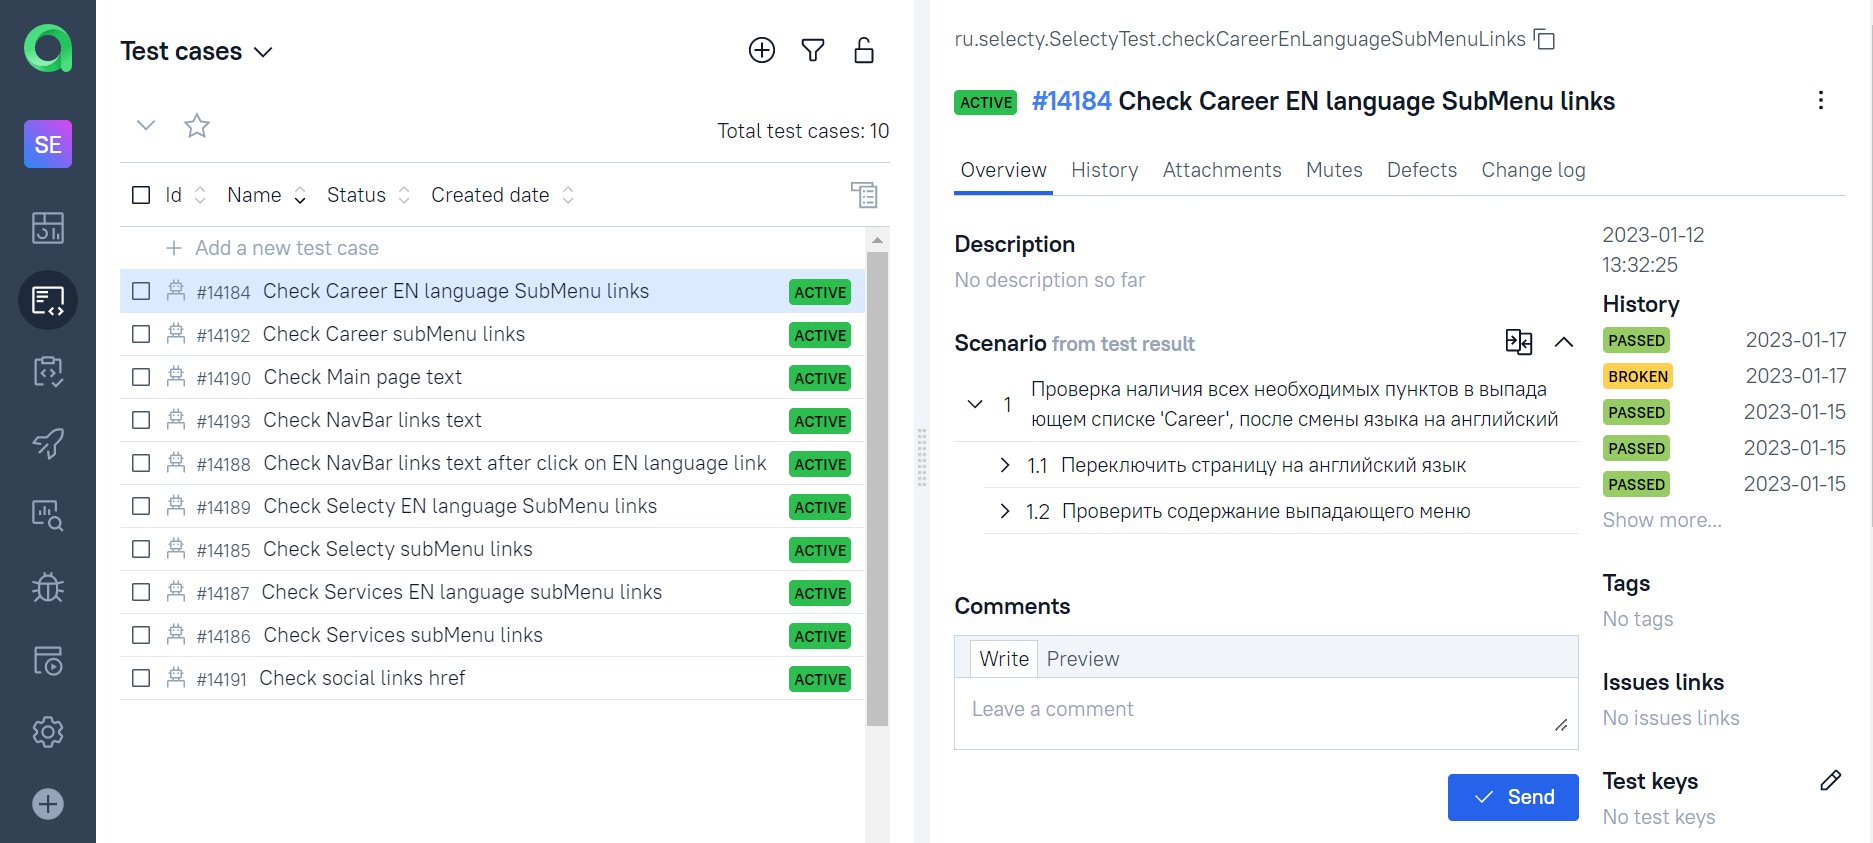 SE
Test cases
Total test cases: 10
Id Name Status Created date
Add a new test case
#14184 Check Career EN language SubMenu links ACTIVE
#14192 Check Career subMenu links ACTIVE
#14190 Check Main page text ACTIVE
#14193 Check NavBar links text ACTIVE
#14188 Check NavBar links text after click on EN language link ACTIVE
#14189 Check Selecty EN language SubMenu links ACTIVE
#14185 Check Selecty subMenu links ACTIVE
#14187 Check Services EN language subMenu links ACTIVE
#14186 Check Services subMenu links ACTIVE
#14191 Check social links href ACTIVE
ru.selecty.SelectyTest.checkCareerEnLanguageSubMenuLinks
ACTIVE #14184 Check Career EN language SubMenu links
Overview History Attachments Mutes Defects Change log
Description
No description so far
Scenario from test result
1 Проверка наличия всех необходимых пунктов в выпада
ющем списке 'Career', после смены языка на английский
1.1 Переключить страницу на английский язык
1.2 Проверить содержание выпадающего меню
Comments
Write Preview
Leave a comment
Send
2023-01-12
13:32:25
History
PASSED 2023-01-17
BROKEN 2023-01-17
PASSED 2023-01-15
PASSED 2023-01-15
PASSED 2023-01-15
Show more...
Tags
No tags
Issues links
No issues links
Test keys
No test keys